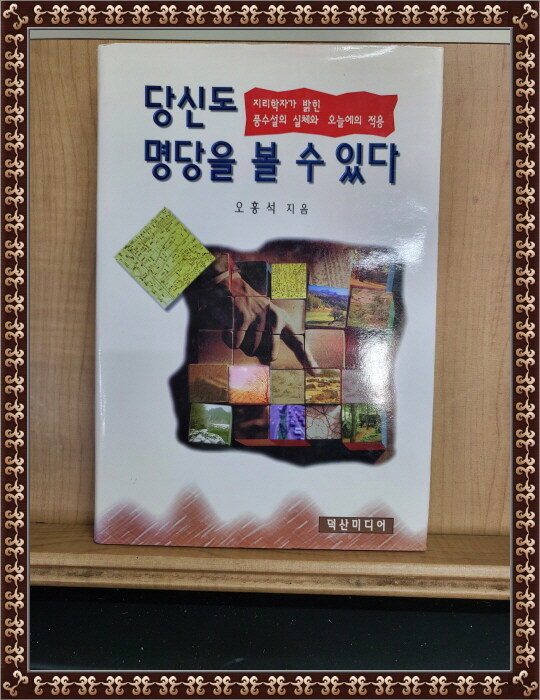 당신도
지리학자가 밝힌
풍수설의 실체와 오늘에의 적용
명당을 볼 수 있다
오홍석 지음
덕산미디어